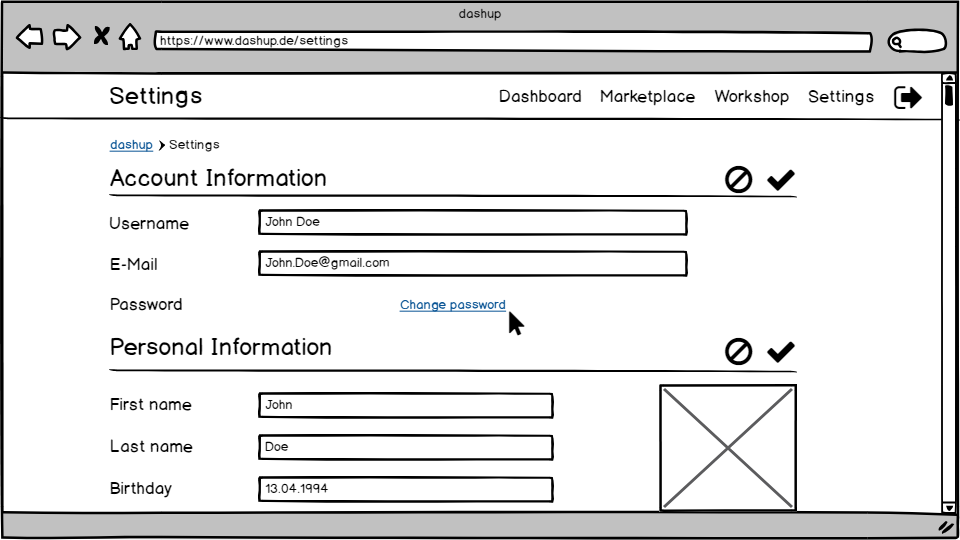 dashup
https://www.dashup.de/settings
Settings Dashboard Marketplace Workshop Settings
dashup Settings
Account Information
Username John Doe
E-Mail John.Doe@gmail.com
Password Change password
Personal Information
First name John
Last name Doe
Birthday 13.04.1994